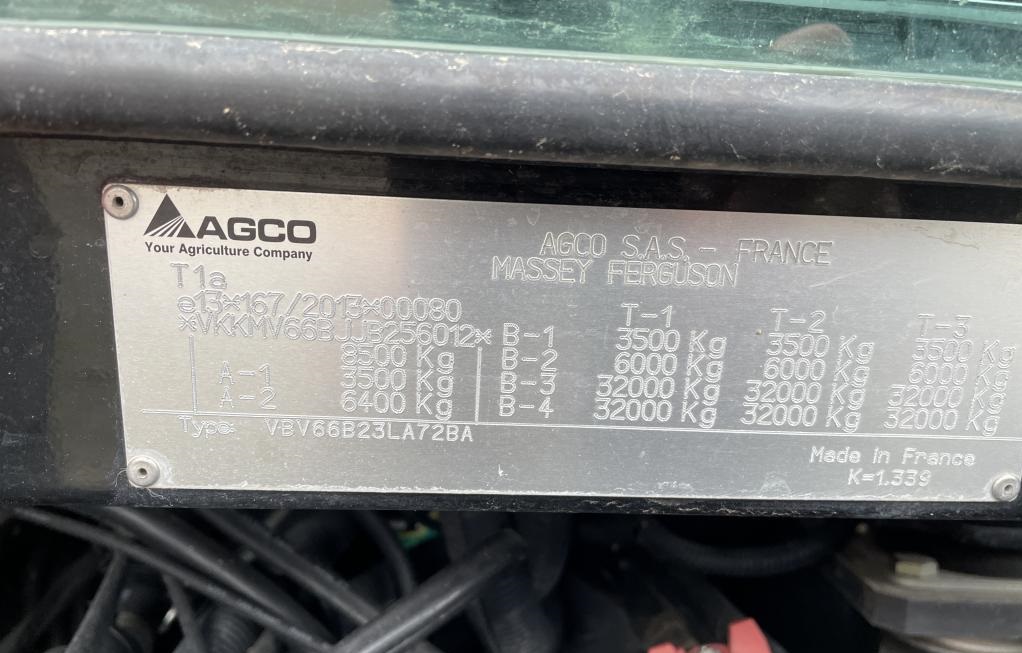 AGCO
Your Agriculture Company
AGCO S.A.S. - FRANCE
MASSEY FERGUSON
T1a
e13*167/2013*00080
*VKKMV66BJJB256012*
T-1 T-2 T-3
8500 Kg B-1 3500 Kg 3500 Kg 3500 Kg
A-1 3500 Kg B-2 6000 Kg 6000 Kg 6000 Kg
A-2 6400 Kg B-3 32000 Kg 32000 Kg 32000 Kg
B-4 32000 Kg 32000 Kg 32000 Kg
Type: VBV66B23LA72BA
Made in France
K=1.339